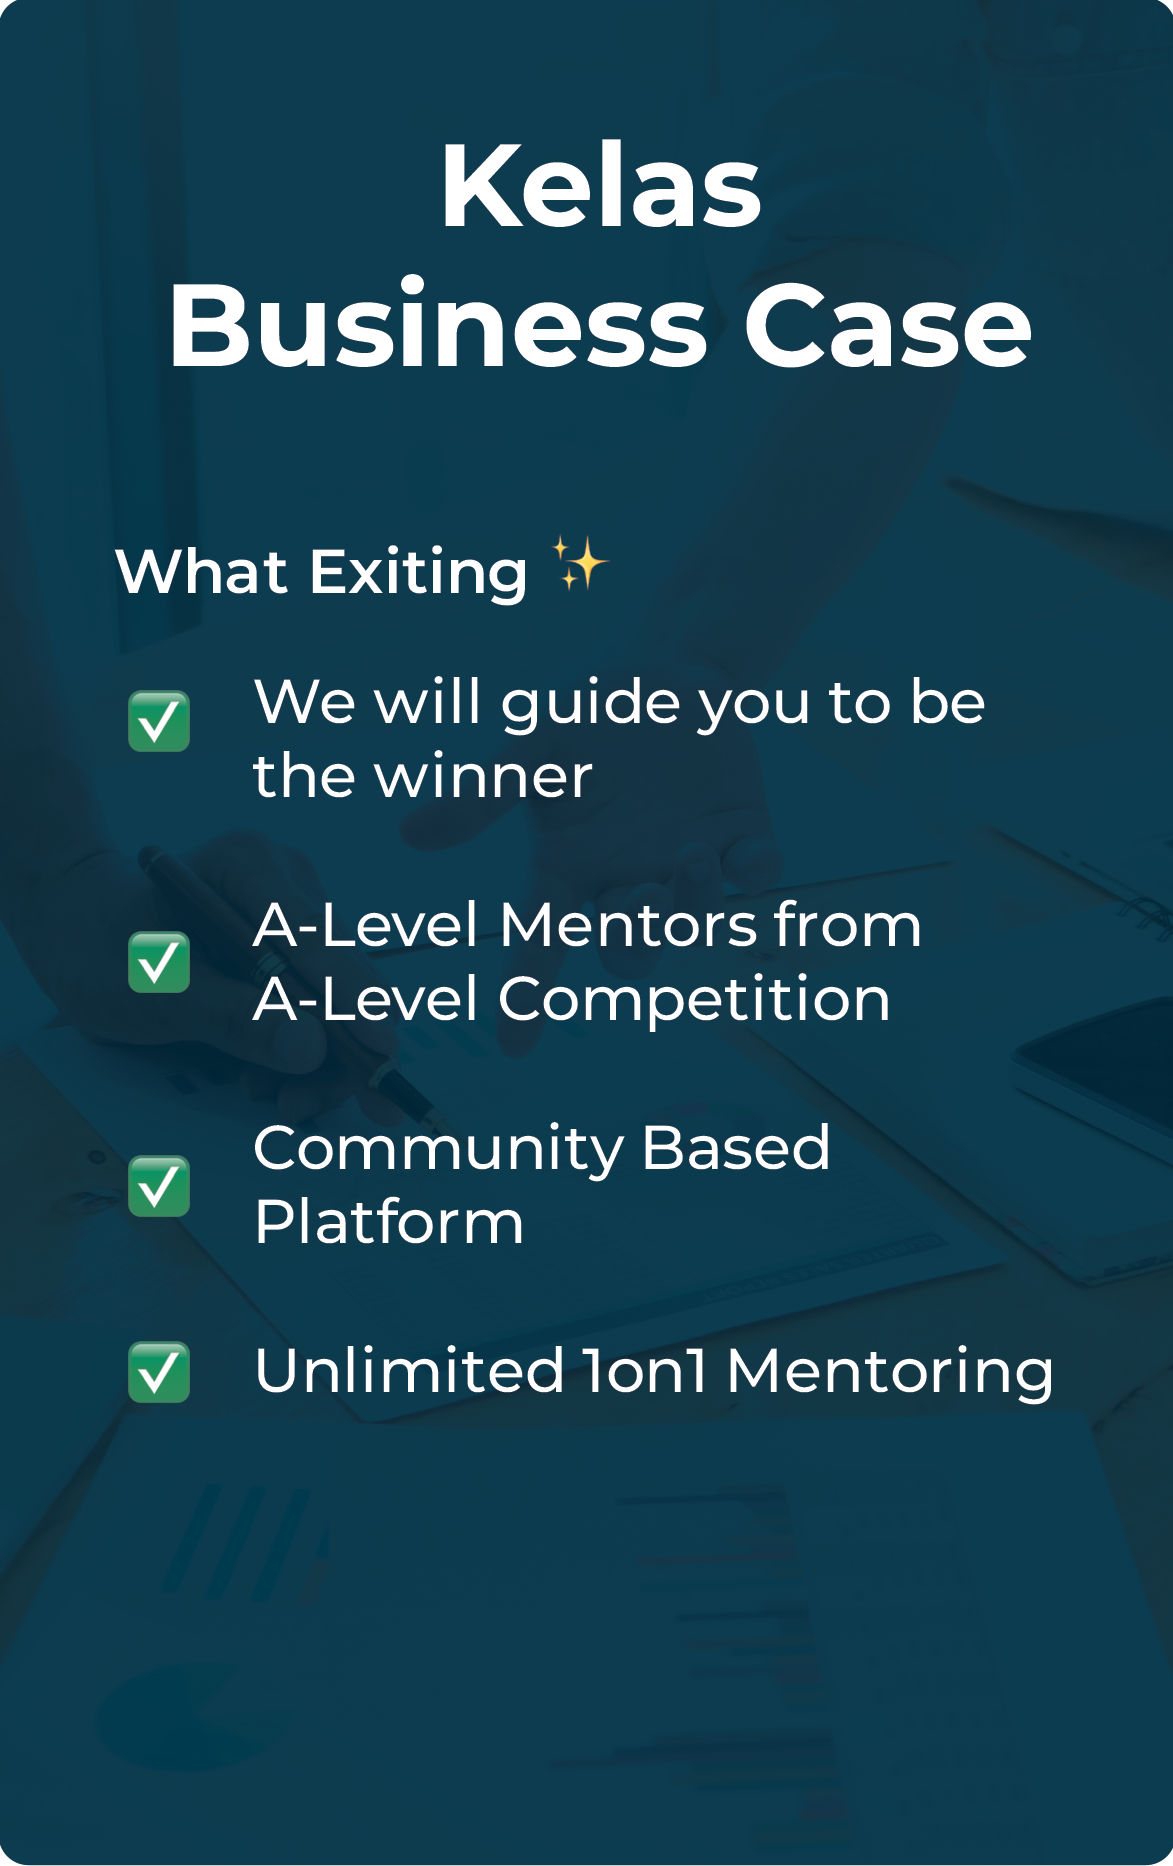 Kelas
Business Case
What Exiting ✨
✅ We will guide you to be
the winner
✅ A-Level Mentors from
A-Level Competition
✅ Community Based
Platform
✅ Unlimited 1on1 Mentoring